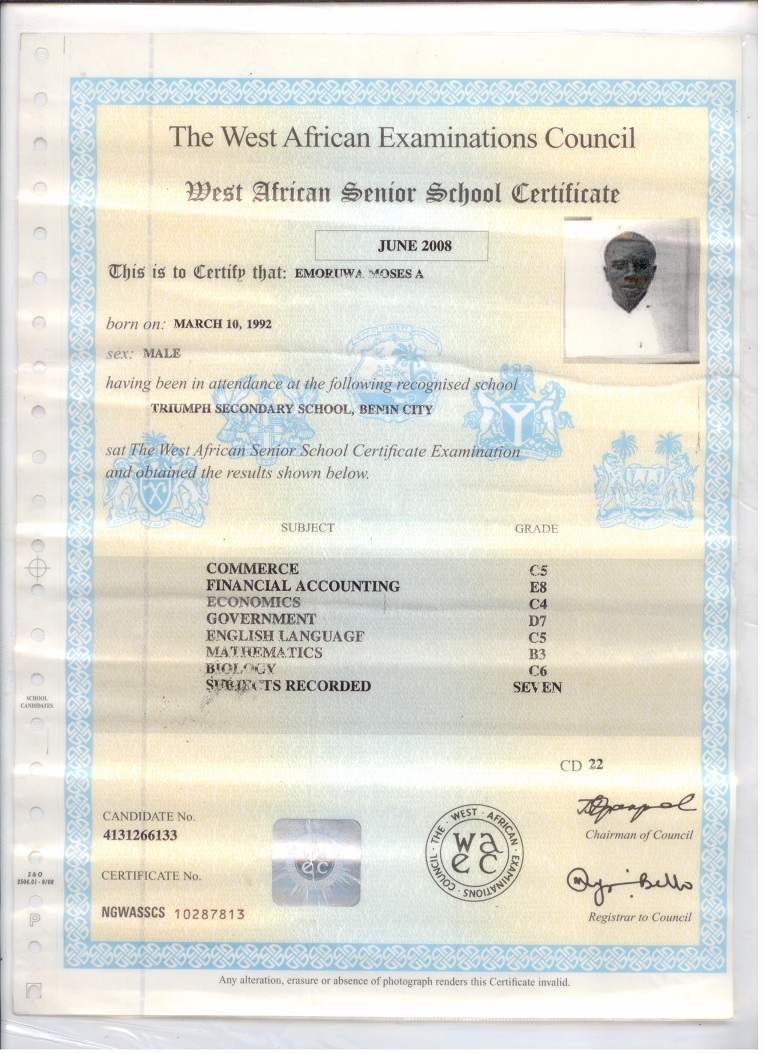 The West African Examinations Council
West African Senior School Certificate
JUNE 2008
This is to Certify that: EMORUWA MOSES A
born on: MARCH 10, 1992
sex: MALE
having been in attendance at the following recognised school
TRIUMPH SECONDARY SCHOOL, BENIN CITY
sat The West African Senior School Certificate Examination
and obtained the results shown below.
SUBJECT GRADE
COMMERCE C5
FINANCIAL ACCOUNTING E8
ECONOMICS C4
GOVERNMENT D7
ENGLISH LANGUAGE C5
MATHEMATICS B3
BIOLOGY C6
SUBJECTS RECORDED SEVEN
SCHOOL
CANDIDATES
CD 22
CANDIDATE No.
4131266133
Chairman of Council
CERTIFICATE No.
NGWASSCS 10287813
wa
ec
THE · WEST · AFRICAN · EXAMINATIONS · COUNCIL ·
wa
ec
Bello
Registrar to Council
S & O
P
Any alteration, erasure or absence of photograph renders this Certificate invalid.